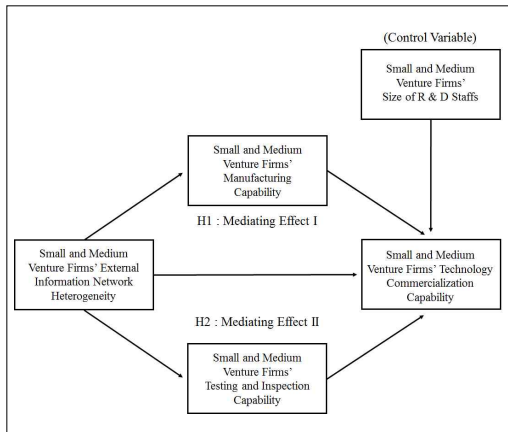 (Control Variable)
Small and Medium
Venture Firms'
Size of R & D Staffs
Small and Medium
Venture Firms'
Manufacturing
Capability
H1 : Mediating Effect I
Small and Medium
Venture Firms' External
Information Network
Heterogeneity
Small and Medium
Venture Firms' Technology
Commercialization
Capability
H2 : Mediating Effect II
Small and Medium
Venture Firms'
Testing and Inspection
Capability